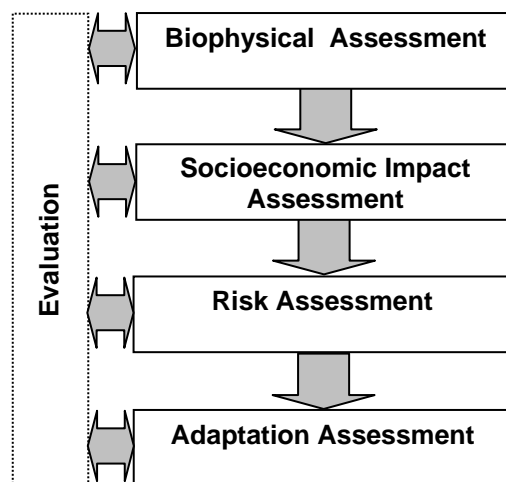 Biophysical Assessment
Socioeconomic Impact
Assessment
Evaluation
Risk Assessment
Adaptation Assessment